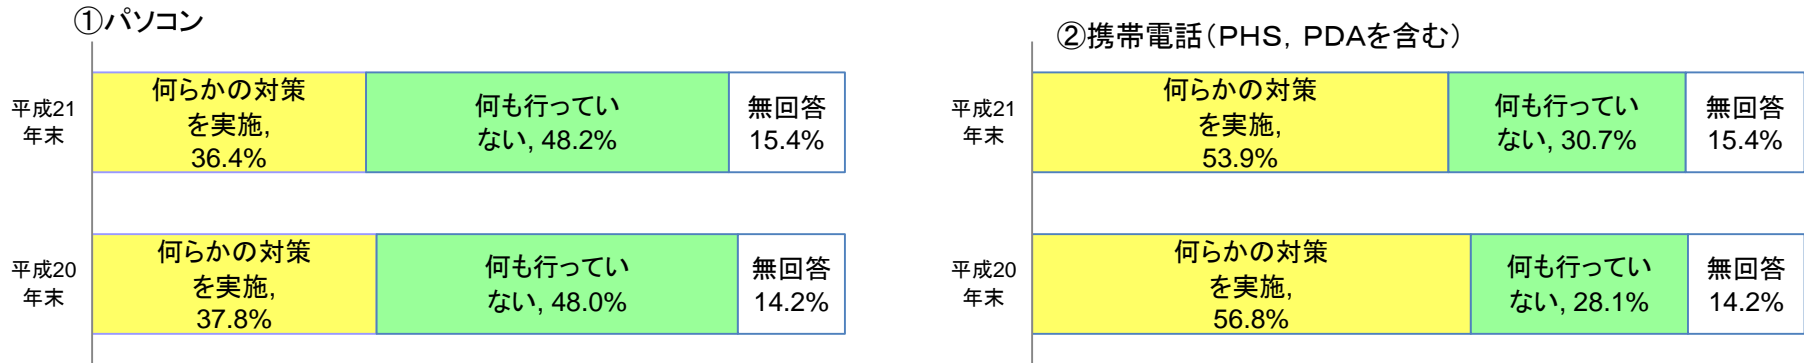 ①パソコン
平成21
年末
何らかの対策
を実施,
36.4%
何も行ってい
ない, 48.2%
無回答
15.4%
平成20
年末
何らかの対策
を実施,
37.8%
何も行ってい
ない, 48.0%
無回答
14.2%
②携帯電話（PHS，PDAを含む）
平成21
年末
何らかの対策
を実施,
53.9%
何も行ってい
ない, 30.7%
無回答
15.4%
平成20
年末
何らかの対策
を実施,
56.8%
何も行ってい
ない, 28.1%
無回答
14.2%